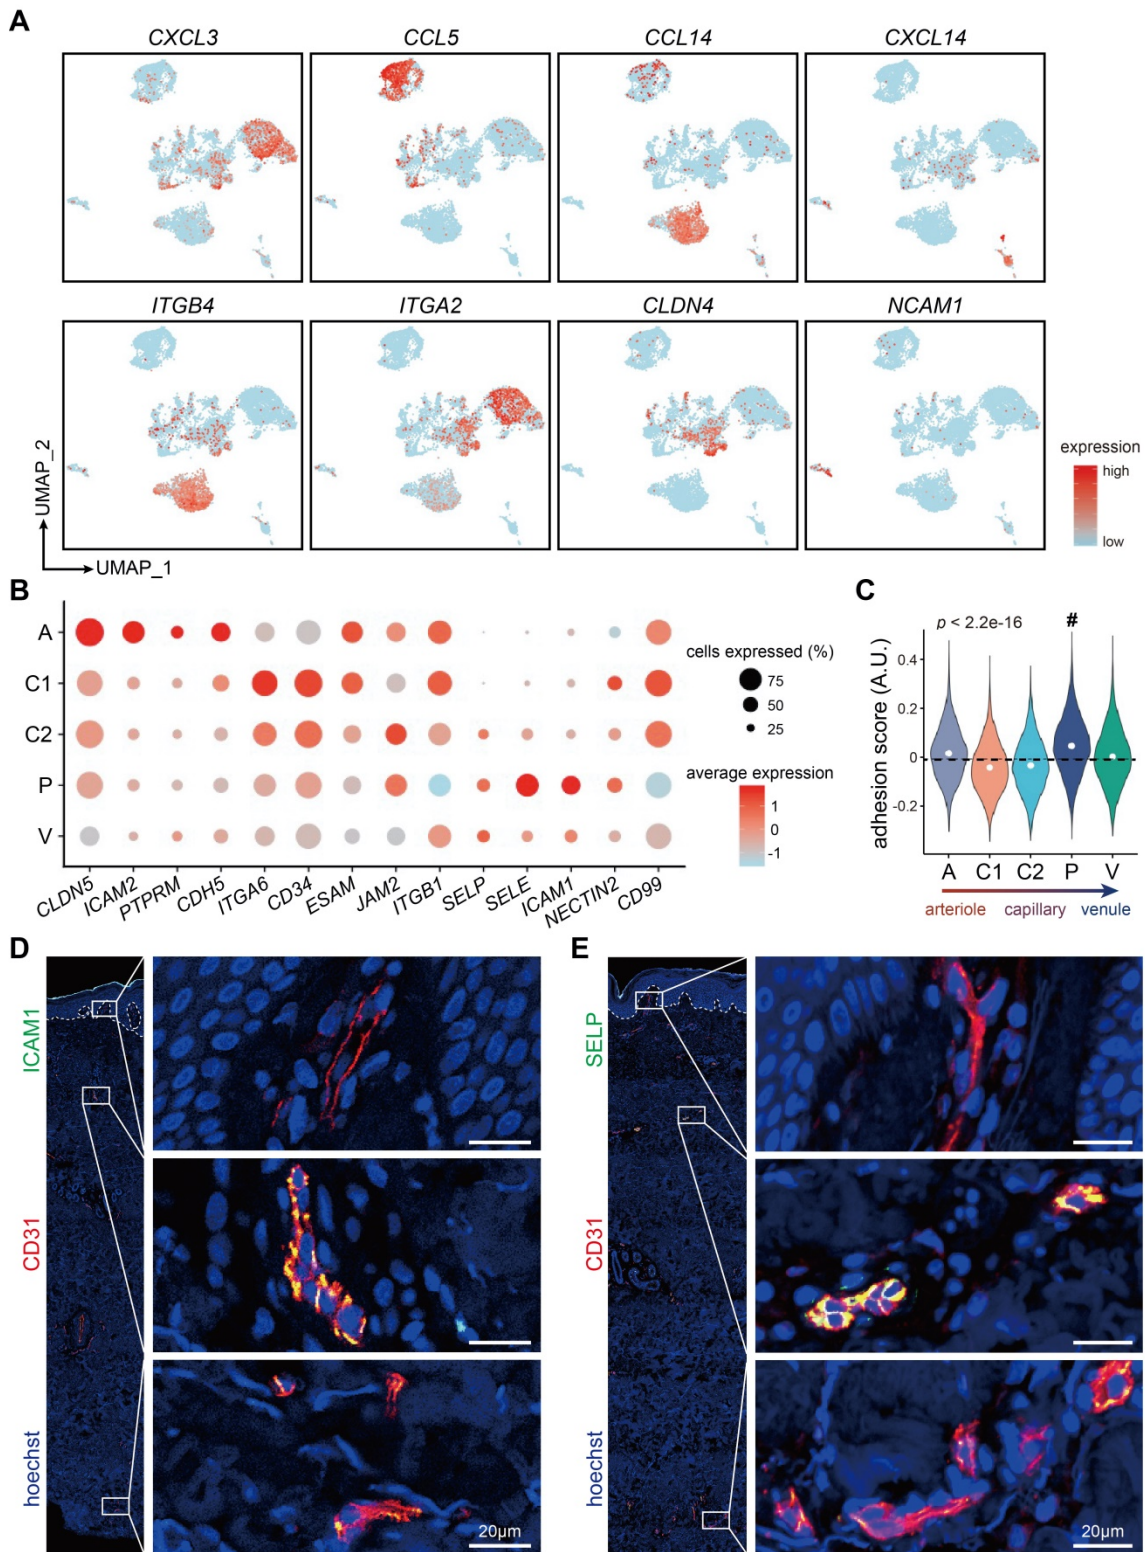 A
CXCL3 CCL5 CCL14 CXCL14
ITGB4 ITGA2 CLDN4 NCAM1
UMAP_2
UMAP_1
expression
high
low
B
A
C1
C2
P
V
CLDN5 ICAM2 PTPRM CDH5 ITGA6 CD34 ESAM JAM2 ITGB1 SELP SELE ICAM1 NECTIN2 CD99
cells expressed (%)
75
50
25
average expression
1
0
-1
C
p < 2.2e-16 #
adhesion score (A.U.)
0.4
0.2
0
-0.2
A C1 C2 P V
arteriole capillary venule
D
ICAM1
CD31
hoechst
20μm
E
SELP
CD31
hoechst
20μm